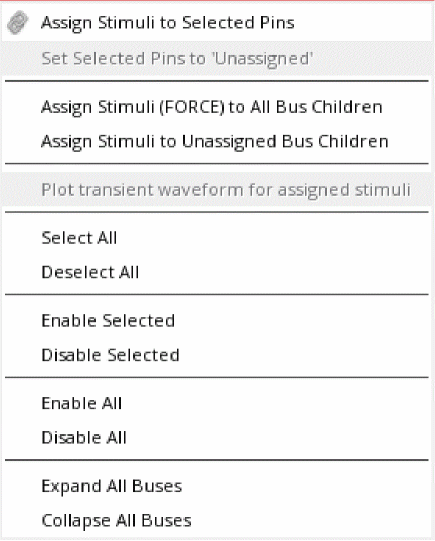 Assign Stimuli to Selected Pins
Set Selected Pins to 'Unassigned'
Assign Stimuli (FORCE) to All Bus Children
Assign Stimuli to Unassigned Bus Children
Plot transient waveform for assigned stimuli
Select All
Deselect All
Enable Selected
Disable Selected
Enable All
Disable All
Expand All Buses
Collapse All Buses